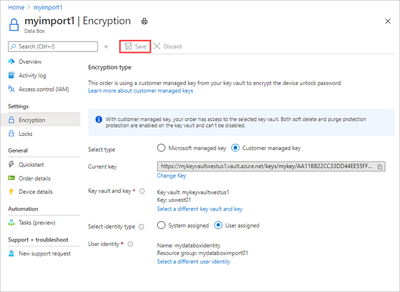 Home > myimport1
myimport1 | Encryption
Data Box
Search (Ctrl+/)
Save
Discard
Overview
Activity log
Access control (IAM)
Settings
Encryption
Locks
General
Quickstart
Order details
Device details
Automation
Tasks (preview)
Support + troubleshoot
New support request
Encryption type
This order is using a customer managed key from your key vault to encrypt the device unlock password.
Learn more about customer managed keys
With customer managed key, your order has access to the selected key vault. Both soft delete and purge protection
protection are enabled on the key vault and can't be disabled.
Select type
Microsoft managed key
Customer managed key
Current key
https://mykeyvaultwestus1.vault.azure.net/keys/mykey/AA11BB22CC33DD44EE55FF...
Change Key
Key vault and key *
Key vault: mykeyvaultwestus1
Key: uswest01
Select a different key vault and key
Select identity type
System assigned
User assigned
User identity *
Name: mydataboxidentity
Resource group: mydataboximport01
Select a different user identity